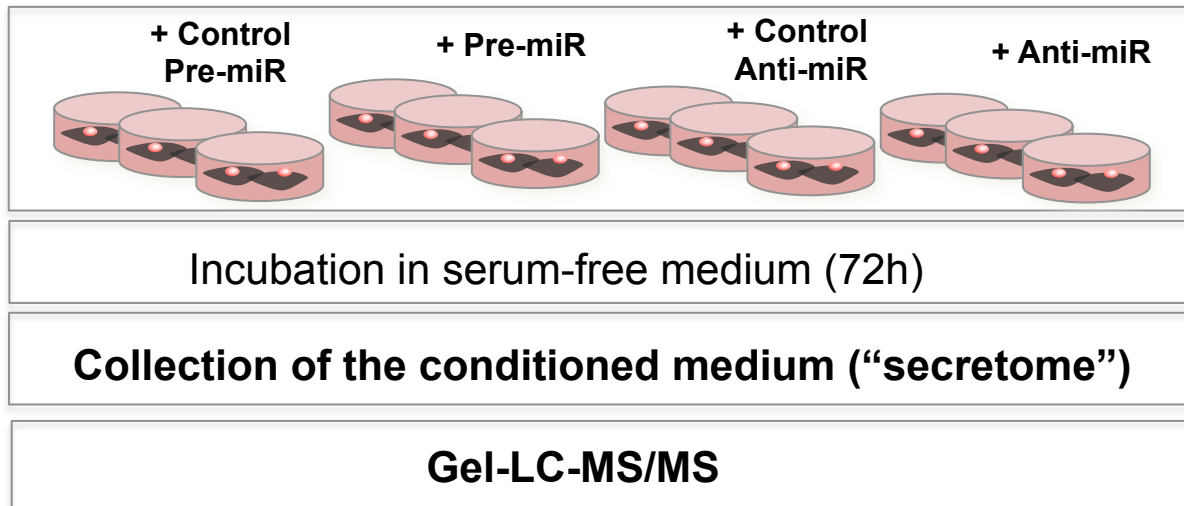 + Control
Pre-miR
+ Pre-miR
+ Control
Anti-miR
+ Anti-miR
Incubation in serum-free medium (72h)
Collection of the conditioned medium (“secretome”)
Gel-LC-MS/MS